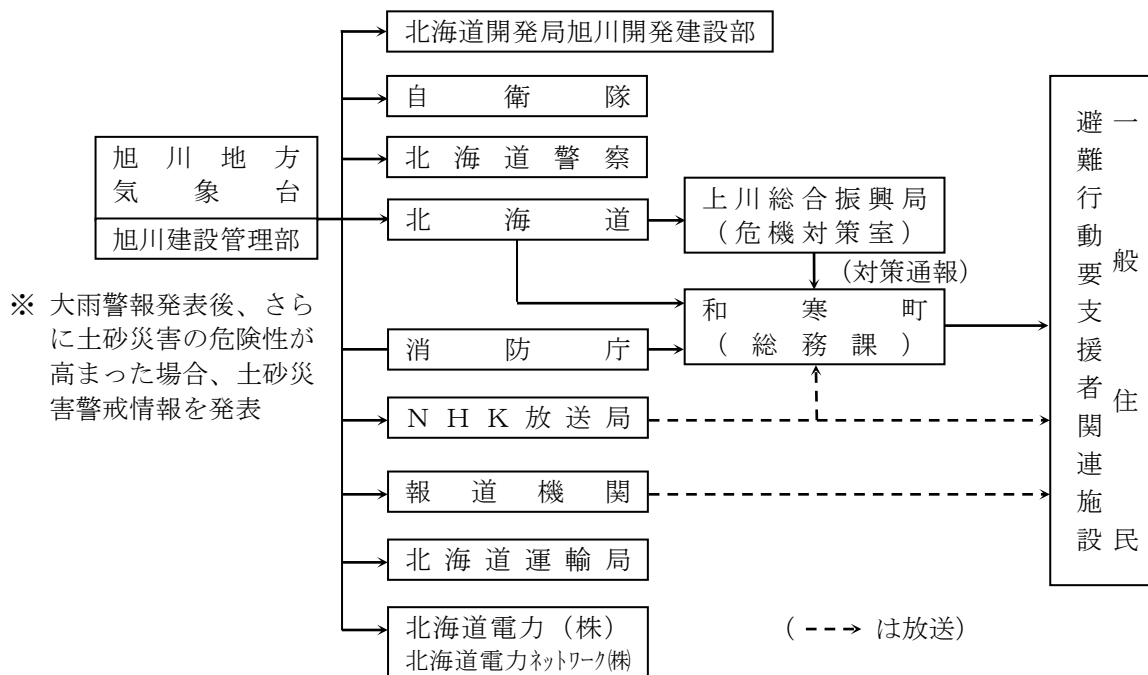 北海道開発局旭川開発建設部
自衛隊
北海道警察
旭川地方
気象台
旭川建設管理部
北海道
上川総合振興局
(危機対策室)
(対策通報)
和寒町
(総務課)
※ 大雨警報発表後、さら
に土砂災害の危険性が
高まった場合、土砂災
害警戒情報を発表
消防庁
NHK放送局
報道機関
北海道運輸局
北海道電力(株)
北海道電力ネットワーク㈱
一般住民
避難行動要支援者関連施設
( ---→ は放送)